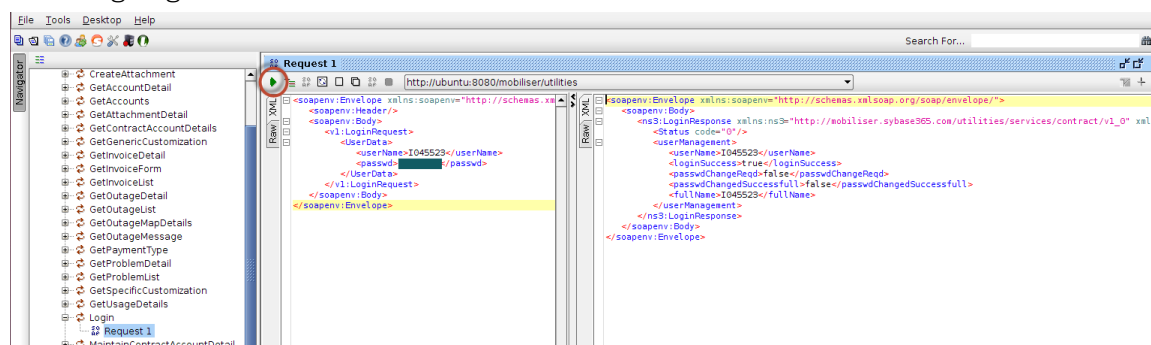 File Tools Desktop Help
Search For...
Navigator
CreateAttachment
GetAccountDetail
GetAccounts
GetAttachmentDetail
GetContractAccountDetails
GetGenericCustomization
GetInvoiceDetail
GetInvoiceForm
GetInvoiceList
GetOutageDetail
GetOutageList
GetOutageMapDetails
GetOutageMessage
GetPaymentType
GetProblemDetail
GetProblemList
GetSpecificCustomization
GetUsageDetails
Login
Request 1
MaintainContractAccountDetail
Request 1
http://ubuntu:8080/mobiliser/utilities
XML
Raw
<soapenv:Envelope xmlns:soapenv="http://schemas.xm
<soapenv:Header/>
<soapenv:Body>
<v1:LoginRequest>
<UserData>
<userName>I045523</userName>
<passwd></passwd>
</UserData>
</v1:LoginRequest>
</soapenv:Body>
</soapenv:Envelope>
XML
Raw
<soapenv:Envelope xmlns:soapenv="http://schemas.xmlsoap.org/soap/envelope/">
<soapenv:Body>
<ns3:LoginResponse xmlns:ns3="http://mobiliser.sybase365.com/utilities/services/contract/v1_0" xml
<Status code="0"/>
<userManagement>
<userName>I045523</userName>
<loginSuccess>true</loginSuccess>
<passwdChangeReqd>false</passwdChangeReqd>
<passwdChangedSuccessfull>false</passwdChangedSuccessfull>
<fullName>I045523</fullName>
</userManagement>
</ns3:LoginResponse>
</soapenv:Body>
</soapenv:Envelope>